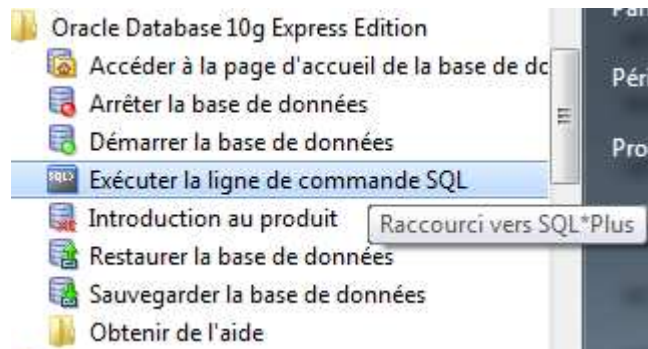 Oracle Database 10g Express Edition
Accéder à la page d'accueil de la base de dc
Arrêter la base de données
Démarrer la base de données
Exécuter la ligne de commande SQL
Introduction au produit
Raccourci vers SQL*Plus
Restaurer la base de données
Sauvegarder la base de données
Obtenir de l'aide
Péri
Pro